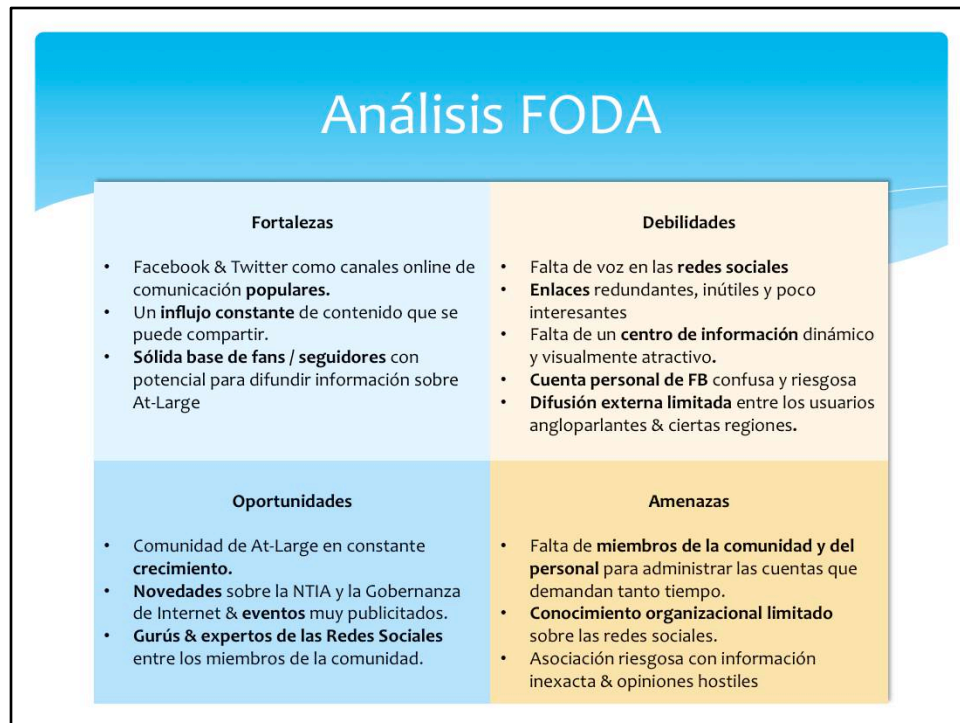 Análisis FODA
Fortalezas
• Facebook & Twitter como canales online de
comunicación populares.
• Un influjo constante de contenido que se
puede compartir.
• Sólida base de fans / seguidores con
potencial para difundir información sobre
At-Large
Debilidades
• Falta de voz en las redes sociales
• Enlaces redundantes, inútiles y poco
interesantes
• Falta de un centro de información dinámico
y visualmente atractivo.
• Cuenta personal de FB confusa y riesgosa
• Difusión externa limitada entre los usuarios
angloparlantes & ciertas regiones.
Oportunidades
• Comunidad de At-Large en constante
crecimiento.
• Novedades sobre la NTIA y la Gobernanza
de Internet & eventos muy publicitados.
• Gurús & expertos de las Redes Sociales
entre los miembros de la comunidad.
Amenazas
• Falta de miembros de la comunidad y del
personal para administrar las cuentas que
demandan tanto tiempo.
• Conocimiento organizacional limitado
sobre las redes sociales.
• Asociación riesgosa con información
inexacta & opiniones hostiles